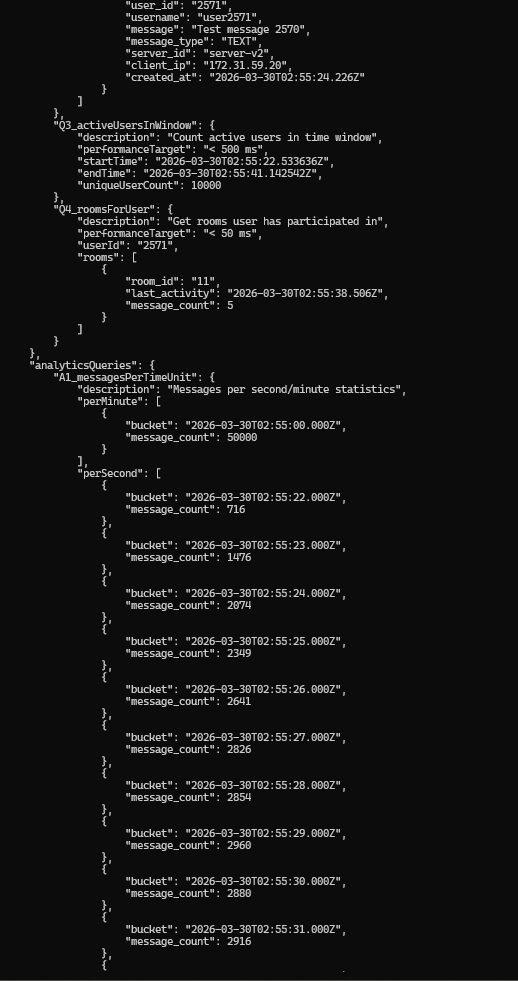 "user_id": "2571",
"username": "user2571",
"message": "Test message 2570",
"message_type": "TEXT",
"server_id": "server-v2",
"client_ip": "172.31.59.20",
"created_at": "2026-03-30T02:55:24.226Z"
}
]
},
"Q3_activeUsersInWindow": {
"description": "Count active users in time window",
"performanceTarget": "< 500 ms",
"startTime": "2026-03-30T02:55:22.533636Z",
"endTime": "2026-03-30T02:55:41.142542Z",
"uniqueUserCount": 10000
},
"Q4_roomsForUser": {
"description": "Get rooms user has participated in",
"performanceTarget": "< 50 ms",
"userId": "2571",
"rooms": [
{
"room_id": "11",
"last_activity": "2026-03-30T02:55:38.506Z",
"message_count": 5
}
]
}
},
"analyticsQueries": {
"A1_messagesPerTimeUnit": {
"description": "Messages per second/minute statistics",
"perMinute": [
{
"bucket": "2026-03-30T02:55:00.000Z",
"message_count": 50000
}
],
"perSecond": [
{
"bucket": "2026-03-30T02:55:22.000Z",
"message_count": 716
},
{
"bucket": "2026-03-30T02:55:23.000Z",
"message_count": 1476
},
{
"bucket": "2026-03-30T02:55:24.000Z",
"message_count": 2074
},
{
"bucket": "2026-03-30T02:55:25.000Z",
"message_count": 2349
},
{
"bucket": "2026-03-30T02:55:26.000Z",
"message_count": 2641
},
{
"bucket": "2026-03-30T02:55:27.000Z",
"message_count": 2826
},
{
"bucket": "2026-03-30T02:55:28.000Z",
"message_count": 2854
},
{
"bucket": "2026-03-30T02:55:29.000Z",
"message_count": 2960
},
{
"bucket": "2026-03-30T02:55:30.000Z",
"message_count": 2880
},
{
"bucket": "2026-03-30T02:55:31.000Z",
"message_count": 2916
},
{